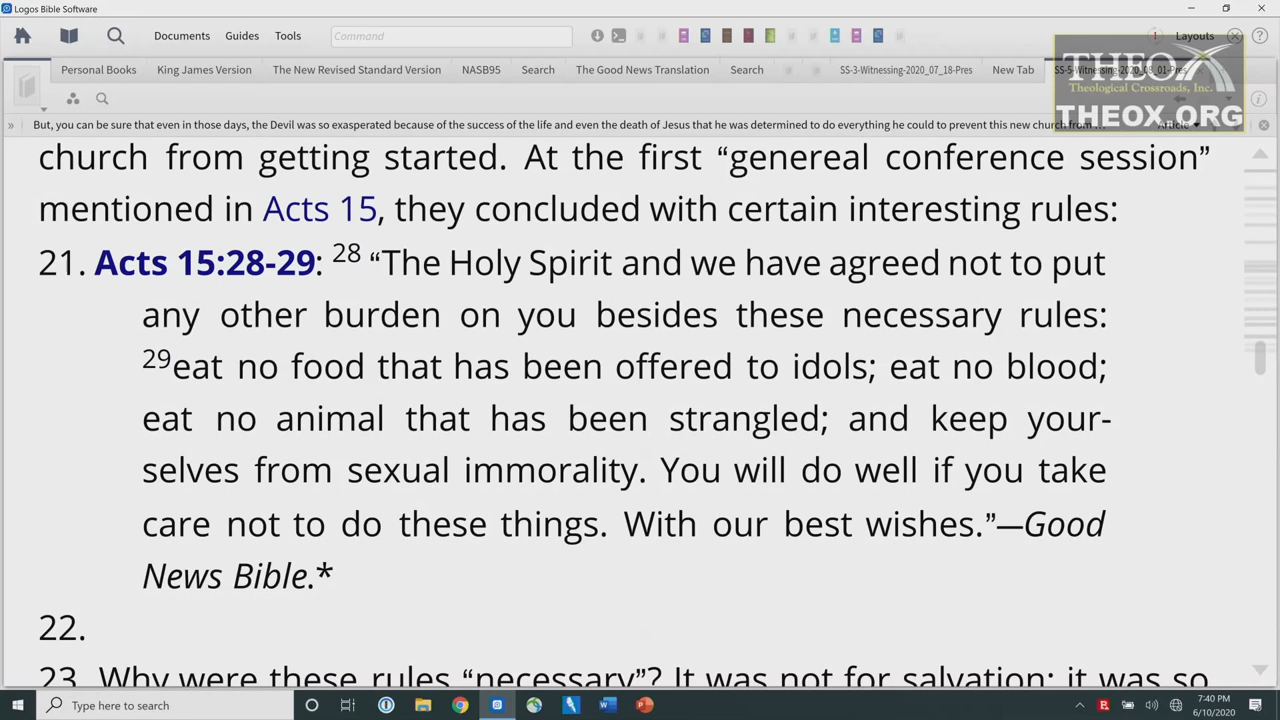 Logos Bible Software
Documents Guides Tools Command Layouts
Personal Books King James Version The New Revised Search The Good News Translation Search SS-3-Witnessing-2020_07_18-Pres New Tab SS-5-Witnessing-2020_08_01-Pres
THEOX
Theological Crossroads, Inc.
THEOX.ORG
But, you can be sure that even in those days, the Devil was so exasperated because of the success of the life and even the death of Jesus that he was determined to do everything he could to prevent this new church from ... Article
church from getting started. At the first “genereal conference session”
mentioned in Acts 15, they concluded with certain interesting rules:
21. Acts 15:28-29: 28 “The Holy Spirit and we have agreed not to put
any other burden on you besides these necessary rules:
29eat no food that has been offered to idols; eat no blood;
eat no animal that has been strangled; and keep your-
selves from sexual immorality. You will do well if you take
care not to do these things. With our best wishes.”—Good
News Bible.*
22.
23. Why were these rules “necessary”? It was not for salvation; it was so
Type here to search
7:40 PM
6/10/2020